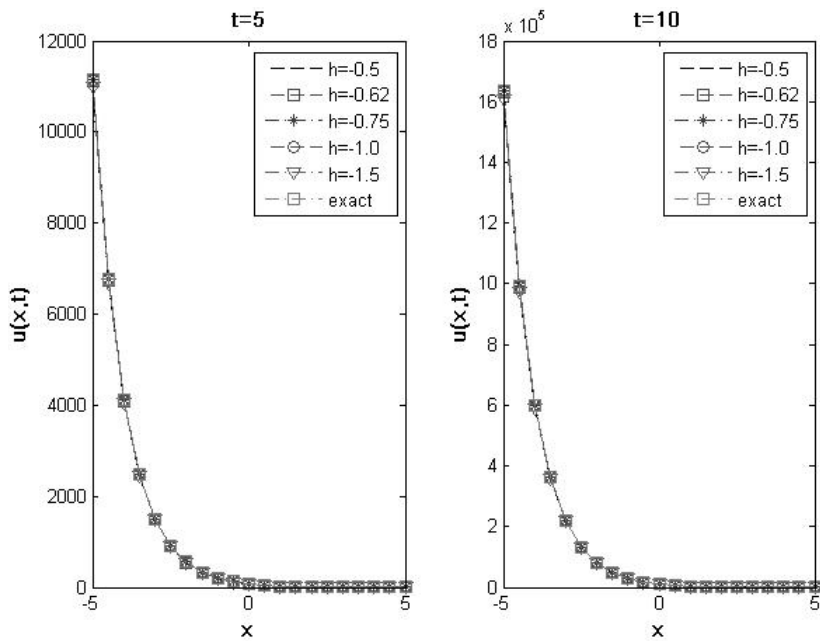 t=5
12000
10000
8000
6000
4000
2000
0
-5
0
5
x
u(x,t)
h=-0.5
h=-0.62
h=-0.75
h=-1.0
h=-1.5
exact
t=10
x 10^5
18
16
14
12
10
8
6
4
2
0
-5
0
5
x
u(x,t)
h=-0.5
h=-0.62
h=-0.75
h=-1.0
h=-1.5
exact